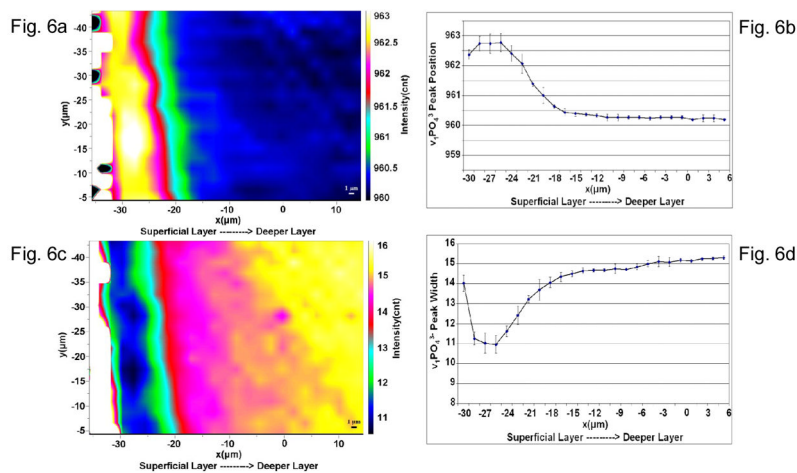 Fig. 6a
-43
-40
-35
-30
-25
-20
-15
-10
-5
y(µm)
-30
-20
-10
0
10
x(µm)
Superficial Layer --------> Deeper Layer
1 µm
963
962.5
962
961.5
961
960.5
960
Intensity(cnt)
Fig. 6b
963
962
961
960
959
ν₁PO₄³ Peak Position
-30 -27 -25 -21 -18 -15 -12 -9 -6 -3 0 3 6
x(µm)
Superficial Layer --------> Deeper Layer
Fig. 6c
-40
-35
-30
-25
-20
-15
-10
-5
y(µm)
-30
-20
-10
0
10
x(µm)
Superficial Layer --------> Deeper Layer
1 µm
16
15
14
13
12
11
Intensity(cnt)
Fig. 6d
16
15
14
13
12
11
10
9
8
ν₁PO₄³⁻ Peak Width
-30 -27 -24 -21 -18 -15 -12 -9 -6 -3 0 3 6
x(µm)
Superficial Layer --------> Deeper Layer